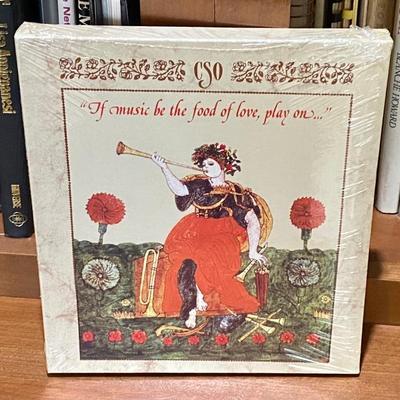 CSO
"If music be the food of love, play on..."